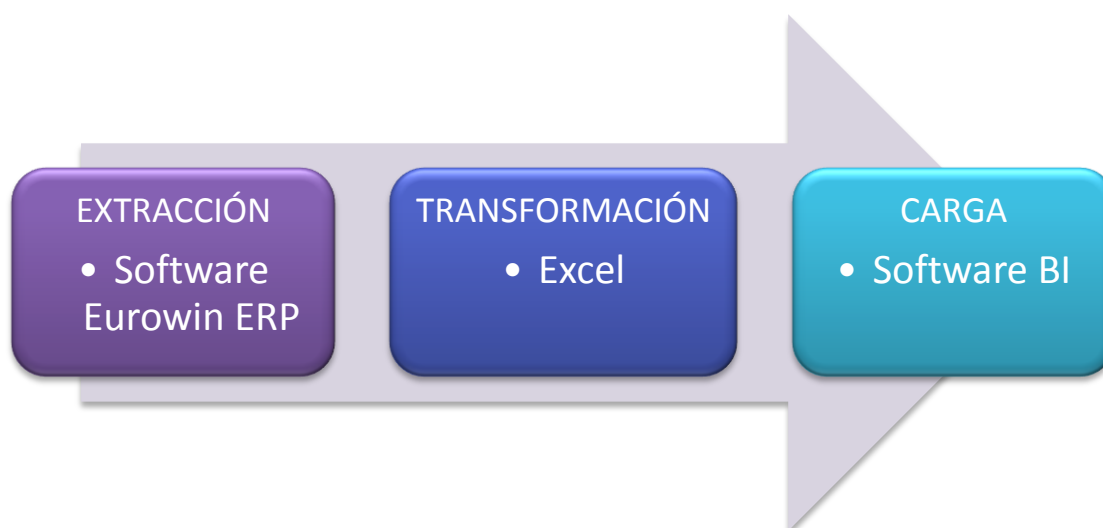 EXTRACCIÓN
• Software
Eurowin ERP
TRANSFORMACIÓN
• Excel
CARGA
• Software BI